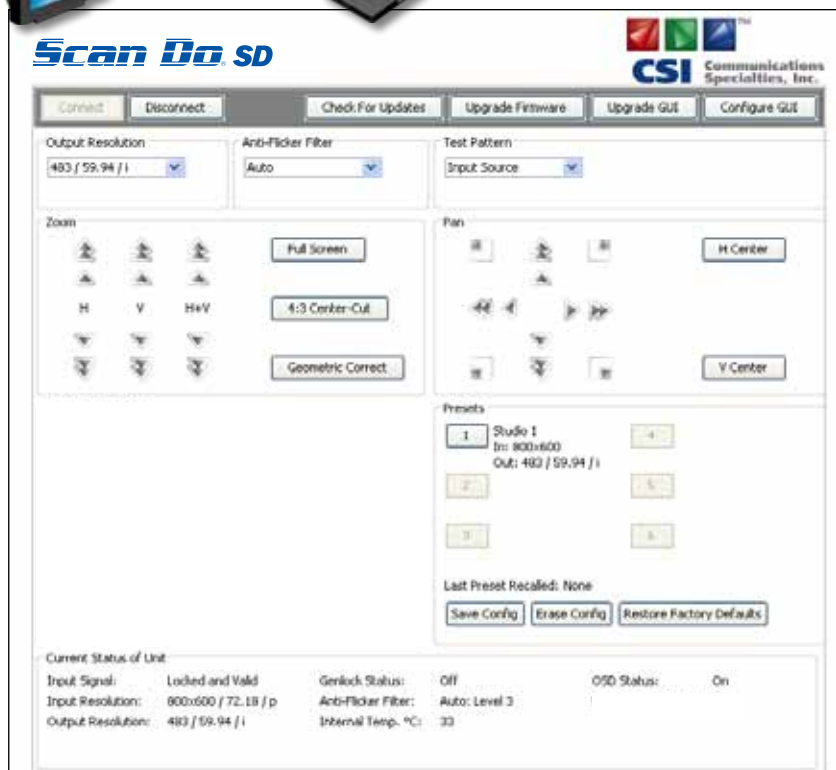 Scan Do SD
TM
CSI Communications Specialties, Inc.
Connect Disconnect Check For Updates Upgrade Firmware Upgrade GUI Configure GUI
Output Resolution Anti-Flicker Filter Test Pattern
483 / 59.94 / i Auto Input Source
Zoom Pan
Full Screen H Center
H V H+V 4:3 Center-Cut
Geometric Correct V Center
Presets
1 Studio 1 4
In: 800x600
Out: 483 / 59.94 / i
2 5
3 6
Last Preset Recalled: None
Save Config Erase Config Restore Factory Defaults
Current Status of Unit
Input Signal: Locked and Valid Genlock Status: Off OSD Status: On
Input Resolution: 800x600 / 72.18 / p Anti-Flicker Filter: Auto: Level 3
Output Resolution: 483 / 59.94 / i Internal Temp. °C: 33